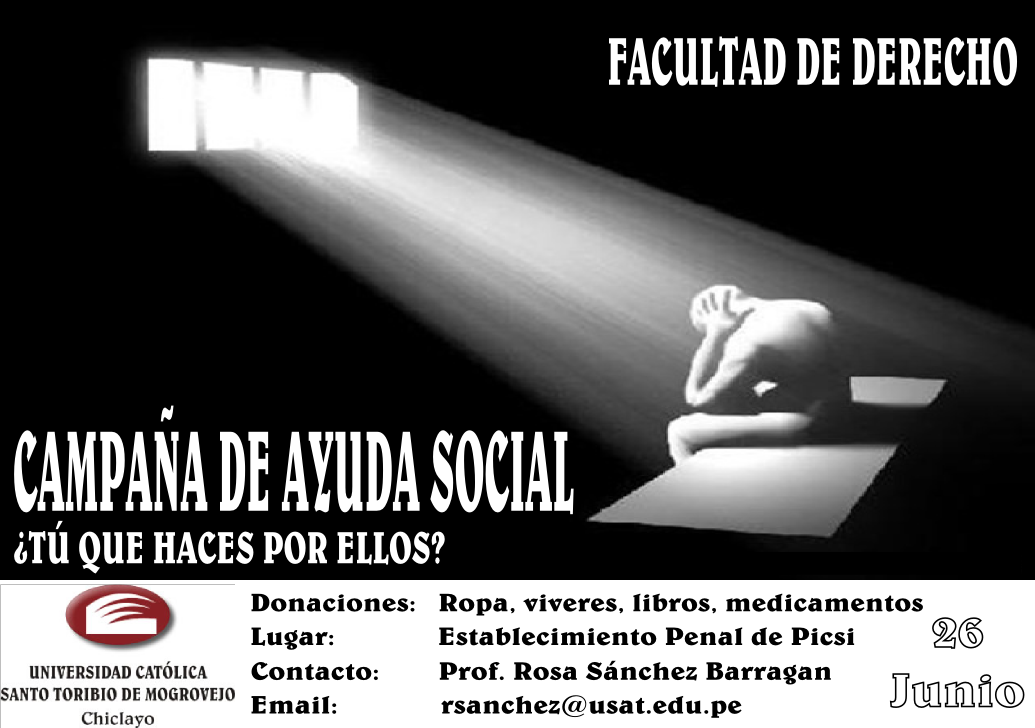 FACULTAD DE DERECHO
CAMPAÑA DE AYUDA SOCIAL
¿TÚ QUE HACES POR ELLOS?
UNIVERSIDAD CATÓLICA
SANTO TORIBIO DE MOGROVEJO
Chiclayo
Donaciones: Ropa, viveres, libros, medicamentos
Lugar: Establecimiento Penal de Picsi
Contacto: Prof. Rosa Sánchez Barragan
Email: rsanchez@usat.edu.pe
26
Junio